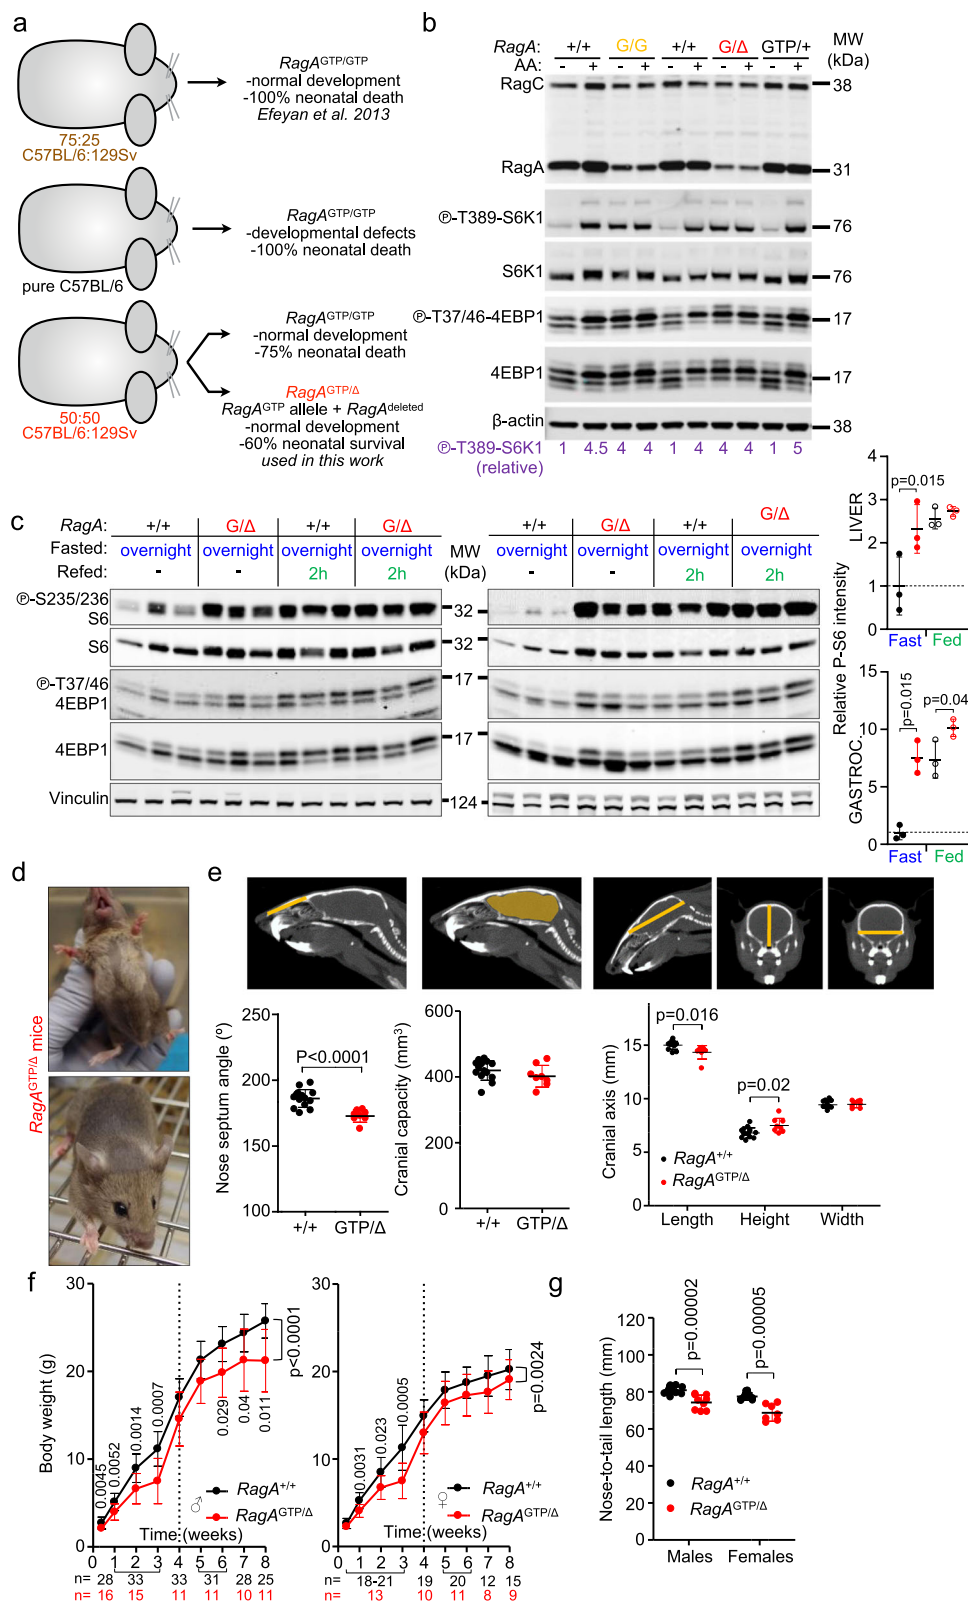 a
RagA^GTP/GTP
-normal development
-100% neonatal death
Efeyan et al. 2013
75:25
C57BL/6:129Sv
RagA^GTP/GTP
-developmental defects
-100% neonatal death
pure C57BL/6
RagA^GTP/GTP
-normal development
-75% neonatal death
RagA^GTP/Δ
RagA^GTP allele + RagA^deleted
-normal development
-60% neonatal survival
used in this work
50:50
C57BL/6:129Sv
b
RagA: +/+ G/G +/+ G/Δ GTP/+ MW
AA: - + - + - + - + - + (kDa)
RagC 38
RagA 31
Ⓟ-T389-S6K1 76
S6K1 76
Ⓟ-T37/46-4EBP1 17
4EBP1 17
β-actin 38
Ⓟ-T389-S6K1 1 4.5 4 4 1 4 4 4 1 5
(relative)
c
RagA: +/+ G/Δ +/+ G/Δ +/+ G/Δ +/+ G/Δ
Fasted: overnight overnight overnight overnight MW overnight overnight overnight overnight
Refed: - - 2h 2h (kDa) - - 2h 2h
Ⓟ-S235/236
S6 32
S6 32
Ⓟ-T37/46 17
4EBP1
4EBP1 17
Vinculin 124
Relative P-S6 intensity
LIVER
p=0.015
4
3
2
1
0
Fast Fed
GASTROC.
p=0.015
p=0.04
15
10
5
0
Fast Fed
d
RagA^GTP/Δ mice
e
Nose septum angle (º)
250
200
150
100
P<0.0001
+/+ GTP/Δ
Cranial capacity (mm³)
600
400
200
0
+/+ GTP/Δ
Cranial axis (mm)
15
10
5
0
p=0.016
p=0.02
RagA^+/+
RagA^GTP/Δ
Length Height Width
f
Body weight (g)
30
20
10
0
0.0045
0.0052
0.0014
0.0007
0.029
0.04
0.011
p<0.0001
♂ RagA^+/+
RagA^GTP/Δ
Time (weeks)
0 1 2 3 4 5 6 7 8
n= 28 33 33 31 28 25
n= 16 15 11 11 10 11
30
20
10
0
0.0031
0.023
0.0005
p=0.0024
♀ RagA^+/+
RagA^GTP/Δ
Time (weeks)
0 1 2 3 4 5 6 7 8
n= 18-21 19 20 12 15
n= 13 10 11 8 9
g
Nose-to-tail length (mm)
120
100
80
60
40
20
0
p=0.00002
p=0.00005
RagA^+/+
RagA^GTP/Δ
Males Females